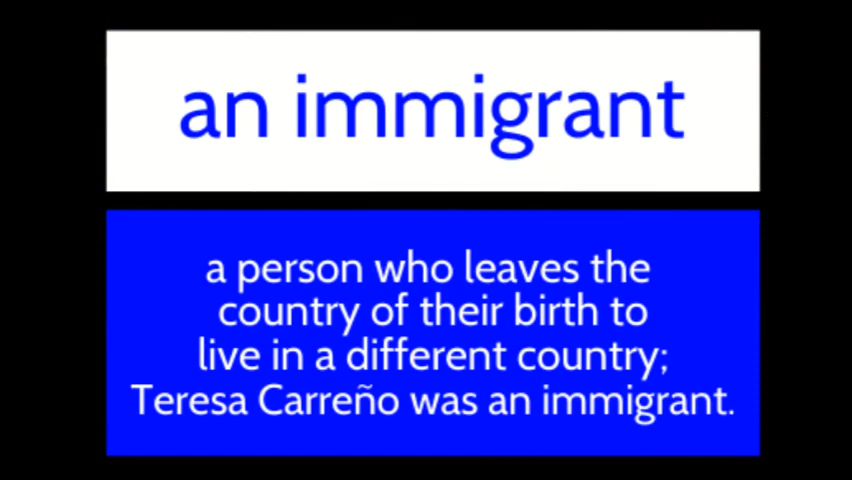 an immigrant
a person who leaves the
country of their birth to
live in a different country;
Teresa Carreño was an immigrant.